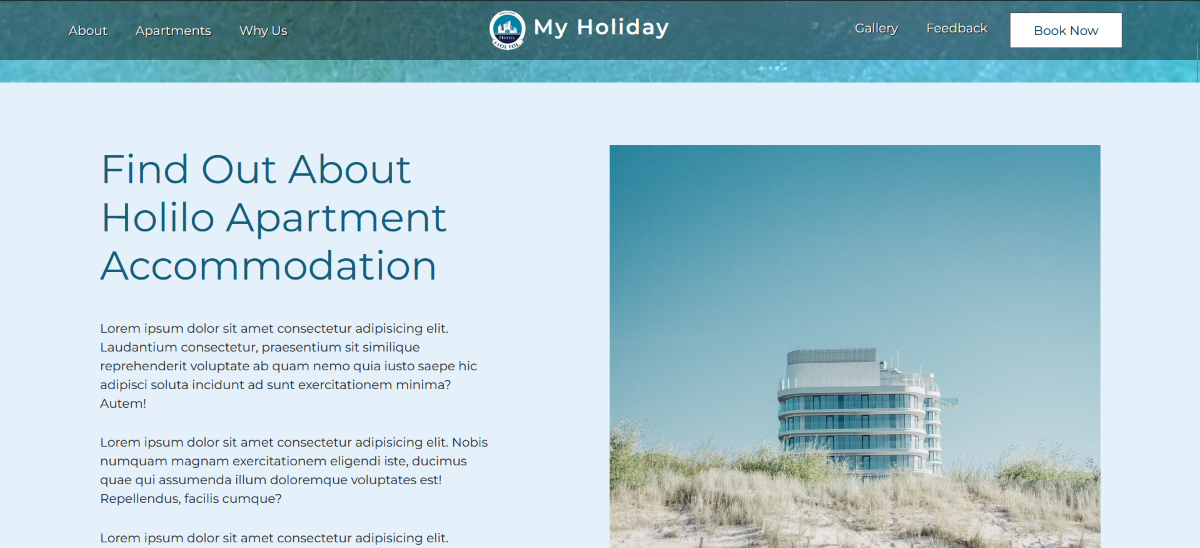 About Apartments Why Us My Holiday Gallery Feedback Book Now
Find Out About
Holilo Apartment
Accommodation
Lorem ipsum dolor sit amet consectetur adipisicing elit.
Laudantium consectetur, praesentium sit similique
reprehenderit voluptate ab quam nemo quia iusto saepe hic
adipisci soluta incidunt ad sunt exercitationem minima?
Autem!
Lorem ipsum dolor sit amet consectetur adipisicing elit. Nobis
numquam magnam exercitationem eligendi iste, ducimus
quae qui assumenda illum doloremque voluptates est!
Repellendus, facilis cumque?
Lorem ipsum dolor sit amet consectetur adipisicing elit.